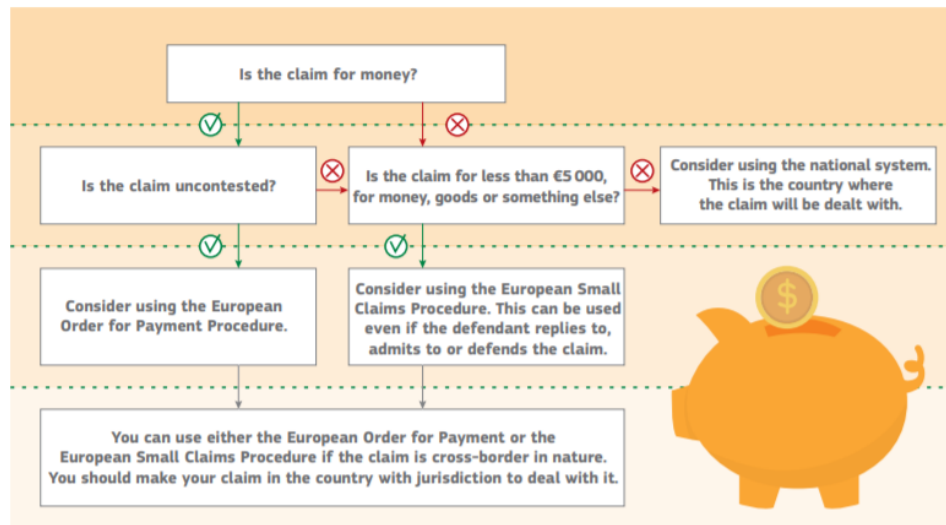 Is the claim for money?
Is the claim uncontested?
Is the claim for less than €5 000,
for money, goods or something else?
Consider using the national system.
This is the country where
the claim will be dealt with.
Consider using the European
Order for Payment Procedure.
Consider using the European Small
Claims Procedure. This can be used
even if the defendant replies to,
admits to or defends the claim.
$
You can use either the European Order for Payment or the
European Small Claims Procedure if the claim is cross-border in nature.
You should make your claim in the country with jurisdiction to deal with it.